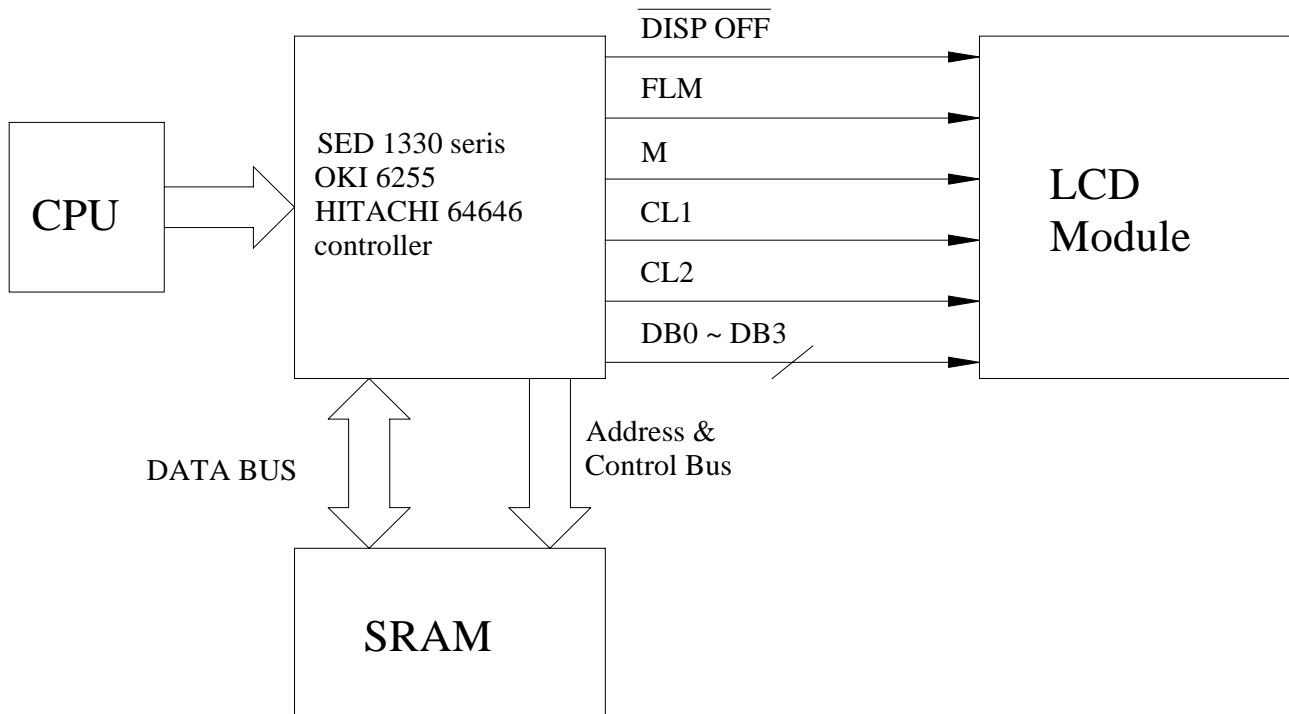 DISP OFF
FLM
M
CL1
CL2
DB0 ~ DB3
CPU
SED 1330 seris
OKI 6255
HITACHI 64646
controller
LCD
Module
DATA BUS
Address &
Control Bus
SRAM